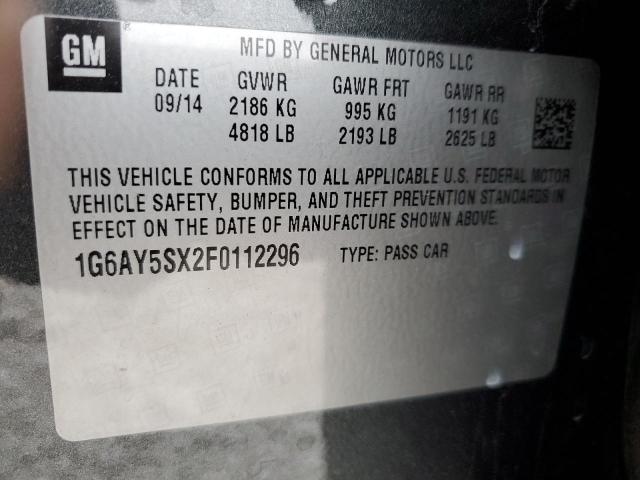 GM
MFD BY GENERAL MOTORS LLC
DATE GVWR GAWR FRT GAWR RR
09/14 2186 KG 995 KG 1191 KG
4818 LB 2193 LB 2625 LB
THIS VEHICLE CONFORMS TO ALL APPLICABLE U.S. FEDERAL MOTOR
VEHICLE SAFETY, BUMPER, AND THEFT PREVENTION STANDARDS IN
EFFECT ON THE DATE OF MANUFACTURE SHOWN ABOVE.
1G6AY5SX2F0112296 TYPE: PASS CAR